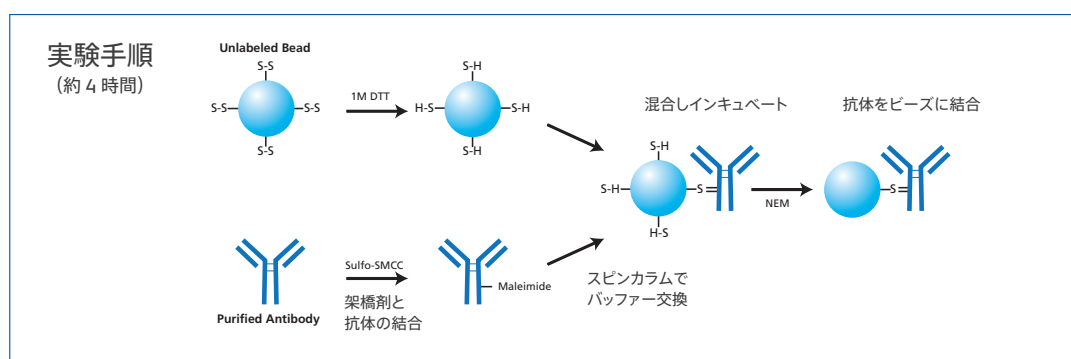 実験手順
(約 4 時間)
Unlabeled Bead
S-S
S-S
S-S
S-S
1M DTT
S-H
H-S
S-H
S-H
混合しインキュベート
抗体をビーズに結合
S-H
S-H
S
H-S
NEM
S
Purified Antibody
Sulfo-SMCC
架橋剤と
抗体の結合
Maleimide
スピンカラムで
バッファー交換